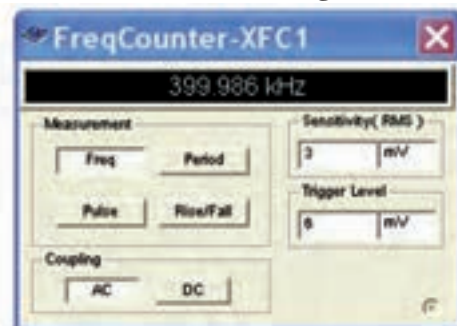 FreqCounter-XFC1
399.986 kHz
Measurement
Freq Period
Pulse Rise/Fall
Coupling
AC DC
Sensitivity( RMS )
3 mV
Trigger Level
6 mV